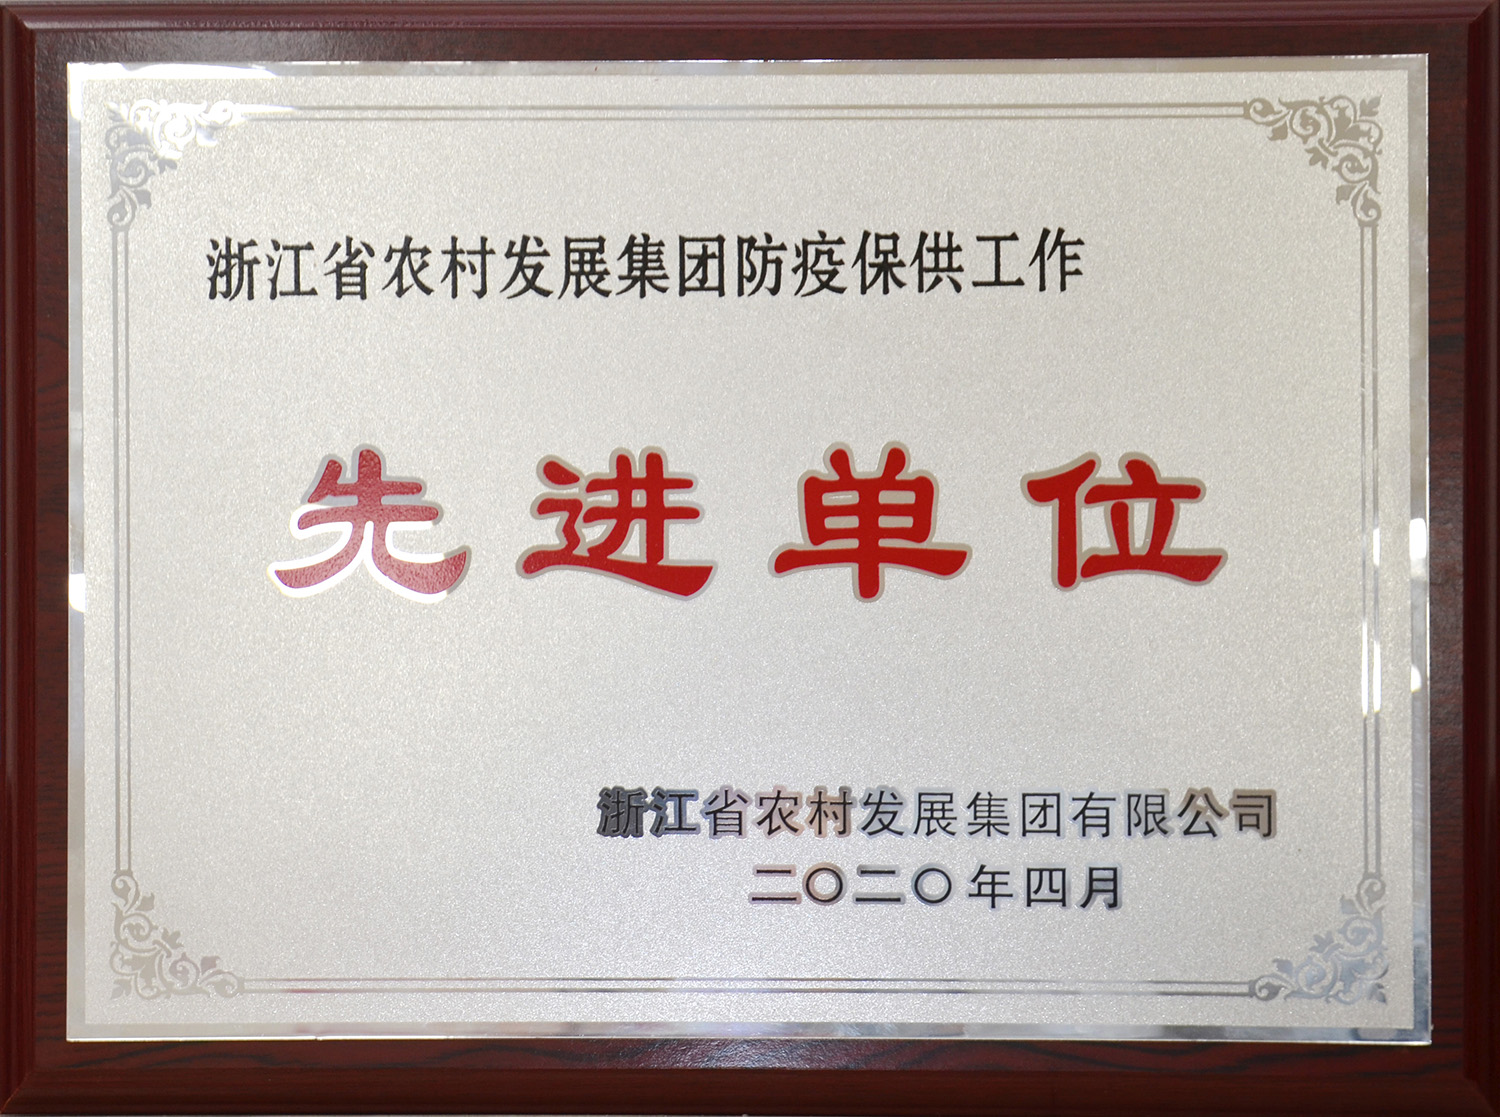 浙江省农村发展集团防疫保供工作
先进单位
浙江省农村发展集团有限公司
二〇二〇年四月